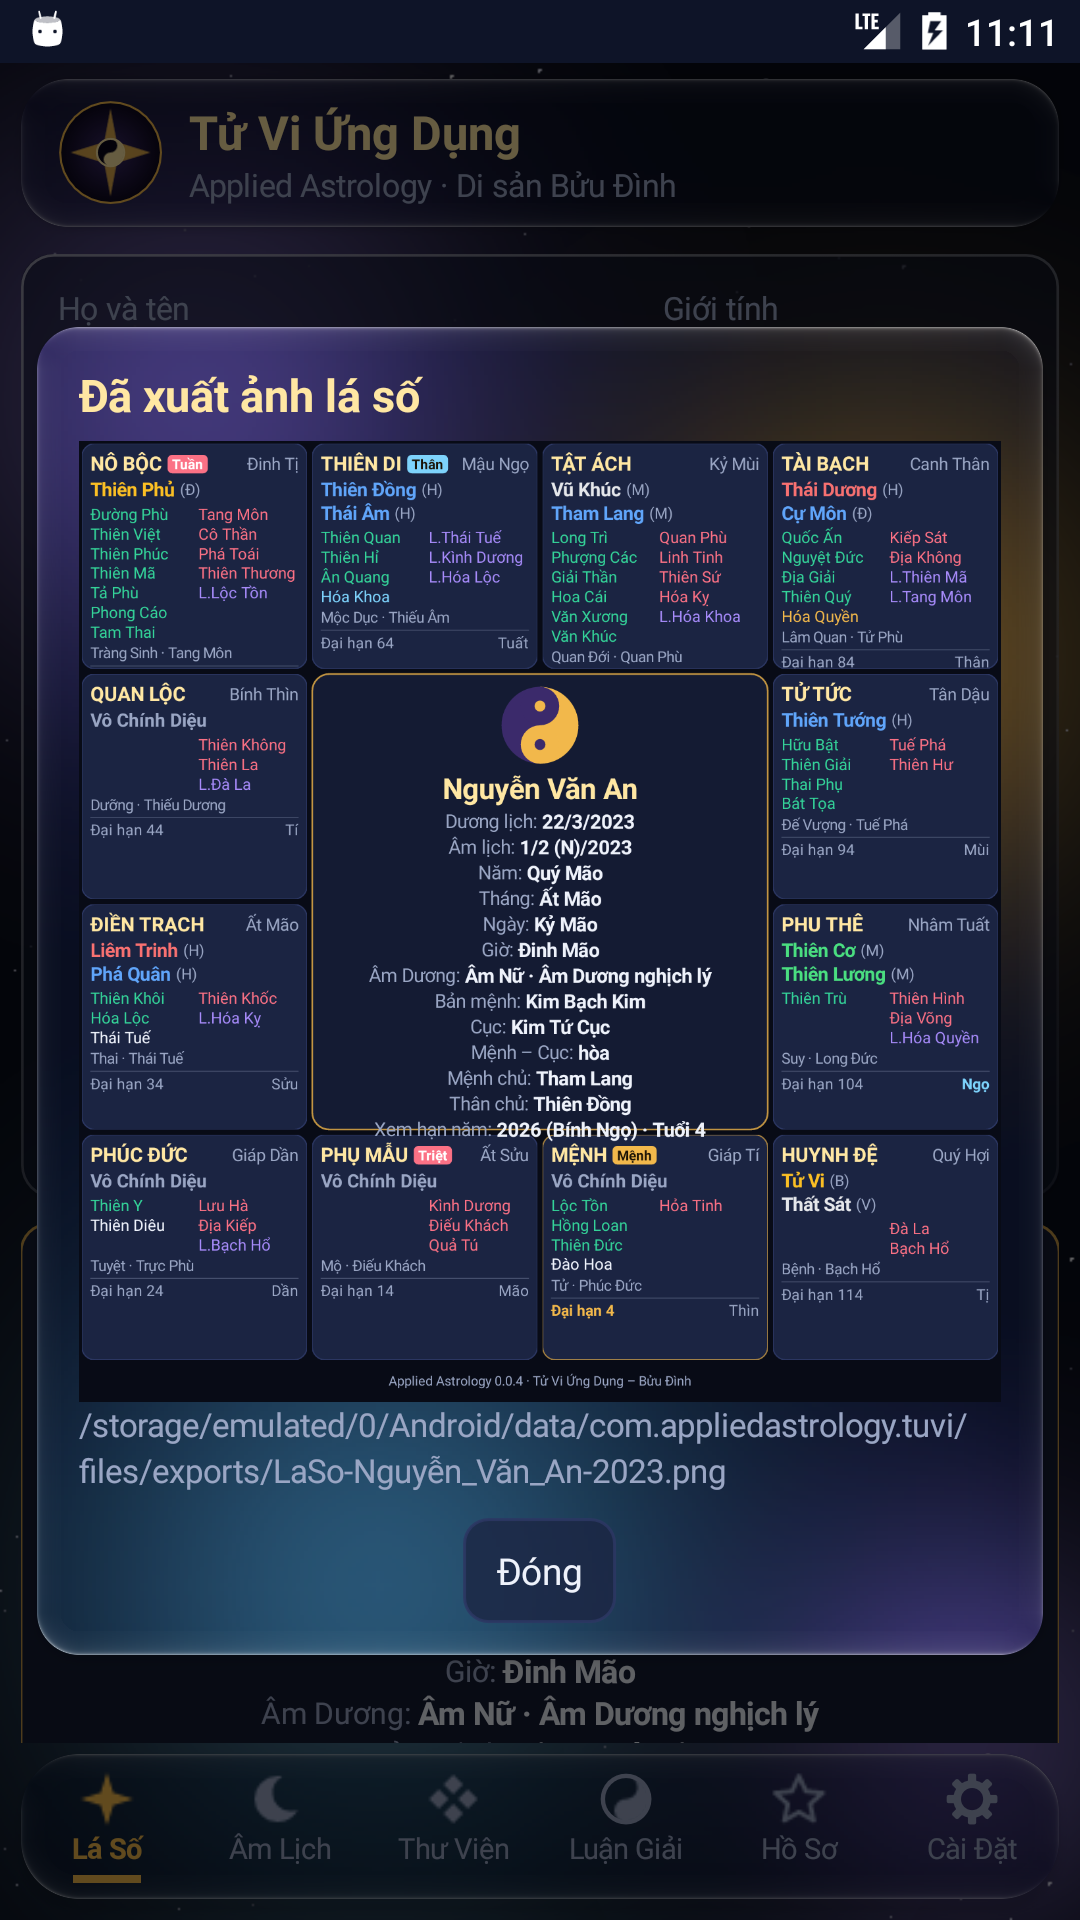 LTE 11:11
Tử Vi Ứng Dụng
Applied Astrology · Di sản Bửu Đình
Họ và tên Giới tính
Đã xuất ảnh lá số
NÔ BỘC Tuần Đinh Tị
Thiên Phủ (Đ)
Đường Phù Tang Môn
Thiên Việt Cô Thần
Thiên Phúc Phá Toái
Thiên Mã Thiên Thương
Tả Phù L.Lộc Tồn
Phong Cáo
Tam Thai
Tràng Sinh · Tang Môn
THIÊN DI Thân Mậu Ngọ
Thiên Đồng (H)
Thái Âm (H)
Thiên Quan L.Thái Tuế
Thiên Hỉ L.Kình Dương
Ân Quang L.Hóa Lộc
Hóa Khoa
Mộc Dục · Thiếu Âm
Đại hạn 64 Tuất
TẬT ÁCH Kỷ Mùi
Vũ Khúc (M)
Tham Lang (M)
Long Trì Quan Phù
Phượng Các Linh Tinh
Giải Thần Thiên Sứ
Hoa Cái Hóa Kỵ
Văn Xương L.Hóa Khoa
Văn Khúc
Quan Đới · Quan Phù
TÀI BẠCH Canh Thân
Thái Dương (H)
Cự Môn (Đ)
Quốc Ấn Kiếp Sát
Nguyệt Đức Địa Không
Địa Giải L.Thiên Mã
Thiên Quý L.Tang Môn
Hóa Quyền
Lâm Quan · Tử Phù
Đại hạn 84 Thân
QUAN LỘC Bính Thìn
Vô Chính Diệu
Thiên Không
Thiên La
L.Đà La
Dưỡng · Thiếu Dương
Đại hạn 44 Tí
Nguyễn Văn An
Dương lịch: 22/3/2023
Âm lịch: 1/2 (N)/2023
Năm: Quý Mão
Tháng: Ất Mão
Ngày: Kỷ Mão
Giờ: Đinh Mão
Âm Dương: Âm Nữ · Âm Dương nghịch lý
Bản mệnh: Kim Bạch Kim
Cục: Kim Tứ Cục
Mệnh – Cục: hòa
Mệnh chủ: Tham Lang
Thân chủ: Thiên Đồng
Xem hạn năm: 2026 (Bính Ngọ) · Tuổi 4
TỬ TỨC Tân Dậu
Thiên Tướng (H)
Hữu Bật Tuế Phá
Thiên Giải Thiên Hư
Thai Phụ
Bát Tọa
Đế Vượng · Tuế Phá
Đại hạn 94 Mùi
ĐIỀN TRẠCH Ất Mão
Liêm Trinh (H)
Phá Quân (H)
Thiên Khôi Thiên Khốc
Hóa Lộc L.Hóa Kỵ
Thái Tuế
Thai · Thái Tuế
Đại hạn 34 Sửu
PHU THÊ Nhâm Tuất
Thiên Cơ (M)
Thiên Lương (M)
Thiên Trù Thiên Hình
Địa Võng
L.Hóa Quyền
Suy · Long Đức
Đại hạn 104 Ngọ
PHÚC ĐỨC Giáp Dần
Vô Chính Diệu
Thiên Y Lưu Hà
Thiên Diêu Địa Kiếp
L.Bạch Hổ
Tuyệt · Trực Phù
Đại hạn 24 Dần
PHỤ MẪU Triệt Ất Sửu
Vô Chính Diệu
Kình Dương
Điếu Khách
Quả Tú
Mộ · Điếu Khách
Đại hạn 14 Mão
MỆNH Mệnh Giáp Tí
Vô Chính Diệu
Lộc Tồn Hỏa Tinh
Hồng Loan
Thiên Đức
Đào Hoa
Tử · Phúc Đức
Đại hạn 4 Thìn
HUYNH ĐỆ Quý Hợi
Tử Vi (B)
Thất Sát (V)
Đà La
Bạch Hổ
Bệnh · Bạch Hổ
Đại hạn 114 Tị
Applied Astrology 0.0.4 · Tử Vi Ứng Dụng – Bửu Đình
/storage/emulated/0/Android/data/com.appliedastrology.tuvi/
files/exports/LaSo-Nguyễn_Văn_An-2023.png
Đóng
Giờ: Đinh Mão
Âm Dương: Âm Nữ · Âm Dương nghịch lý
Lá Số Âm Lịch Thư Viện Luận Giải Hồ Sơ Cài Đặt